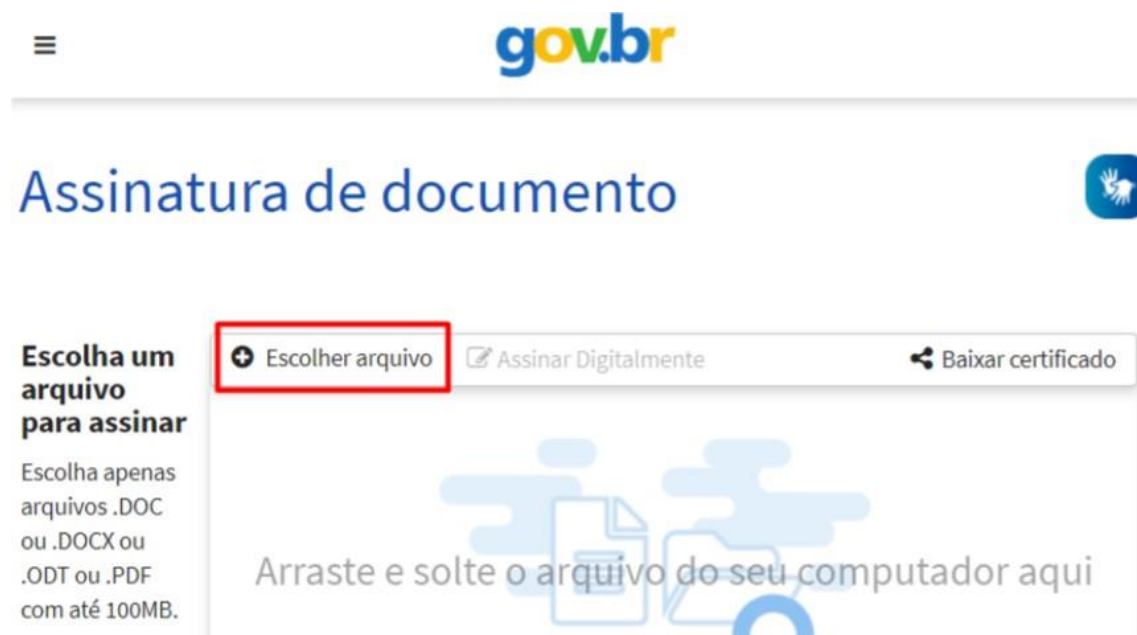 gov.br
Assinatura de documento
Escolha um
arquivo
para assinar
Escolha apenas
arquivos .DOC
ou .DOCX ou
.ODT ou .PDF
com até 100MB.
Escolher arquivo
Assinar Digitalmente
Baixar certificado
Arraste e solte o arquivo do seu computador aqui